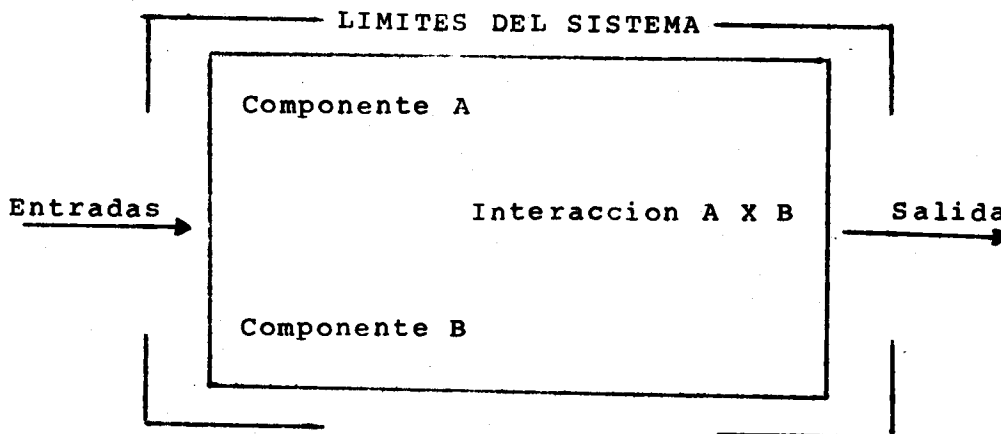 LIMITES DEL SISTEMA
Componente A
Entradas
Interaccion A X B
Salida
Componente B